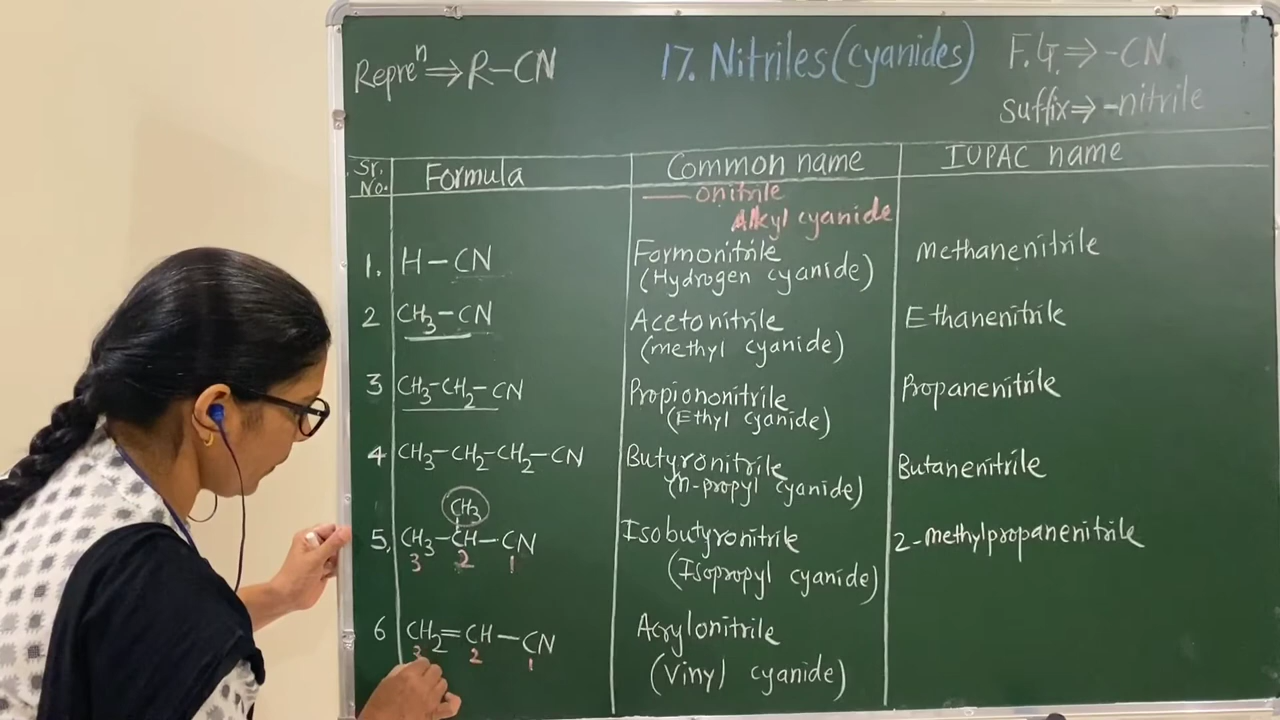 Repreⁿ ⇒ R-CN
17. Nitriles (cyanides)
F.G. ⇒ -CN
suffix ⇒ -nitrile
Sr. No. Formula Common name IUPAC name
—— onitrile
Alkyl cyanide
1. H-CN Formonitrile Methanenitrile
(Hydrogen cyanide)
2 CH₃-CN Acetonitrile Ethanenitrile
(methyl cyanide)
3 CH₃-CH₂-CN Propiononitrile Propanenitrile
(Ethyl cyanide)
4 CH₃-CH₂-CH₂-CN Butyronitrile Butanenitrile
(n-propyl cyanide)
CH₃
5. CH₃-CH-CN Isobutyronitrile 2-methylpropanenitrile
3 2 1
(Isopropyl cyanide)
6 CH₂=CH-CN Acrylonitrile
3 2 1
(Vinyl cyanide)